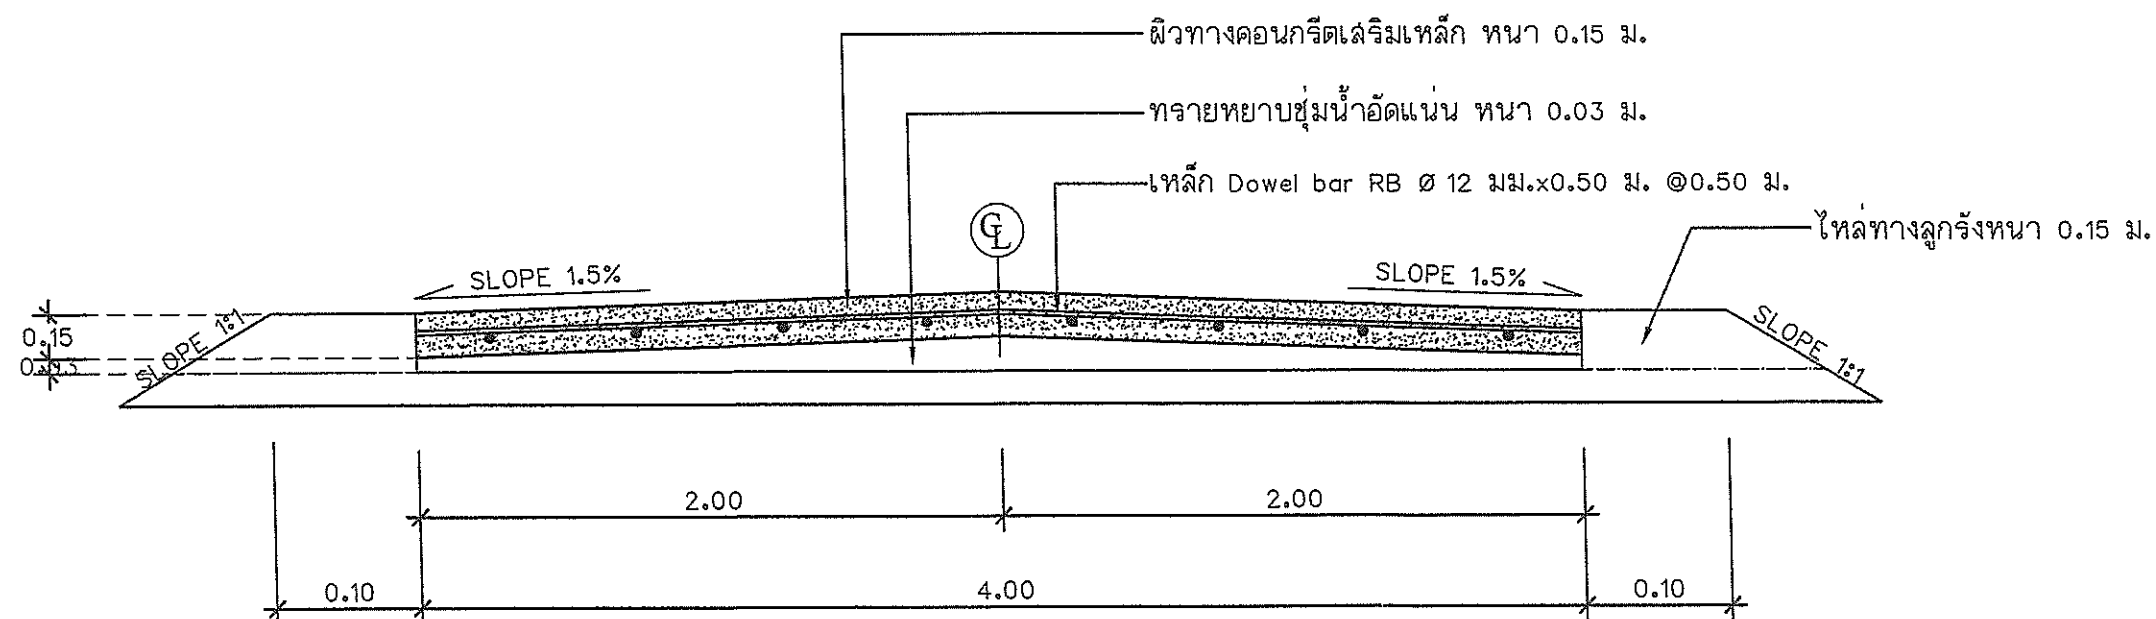 ผิวทางคอนกรีตเสริมเหล็ก หนา 0.15 ม.
ทรายหยาบชุ่มน้ำอัดแน่น หนา 0.03 ม.
เหล็ก Dowel bar RB Ø 12 มม.x0.50 ม. @0.50 ม.
ไหล่ทางลูกรังหนา 0.15 ม.
CL
SLOPE 1.5%
SLOPE 1.5%
SLOPE 1:1
SLOPE 1:1
0.15
0.03
2.00
2.00
0.10
4.00
0.10